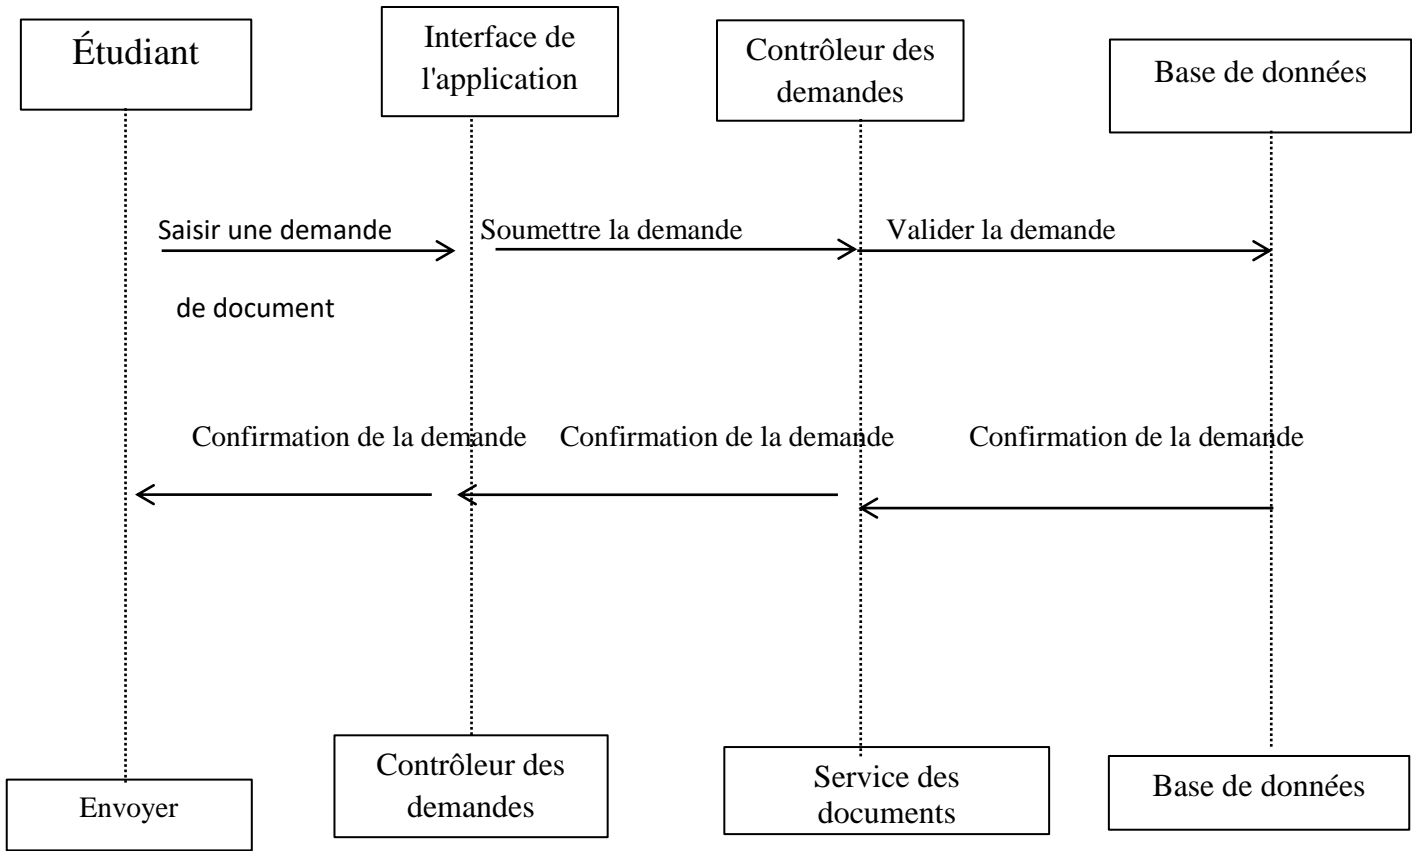 Étudiant
Interface de
l'application
Contrôleur des
demandes
Base de données
Saisir une demande
de document
Soumettre la demande
Valider la demande
Confirmation de la demande
Confirmation de la demande
Confirmation de la demande
Envoyer
Contrôleur des
demandes
Service des
documents
Base de données